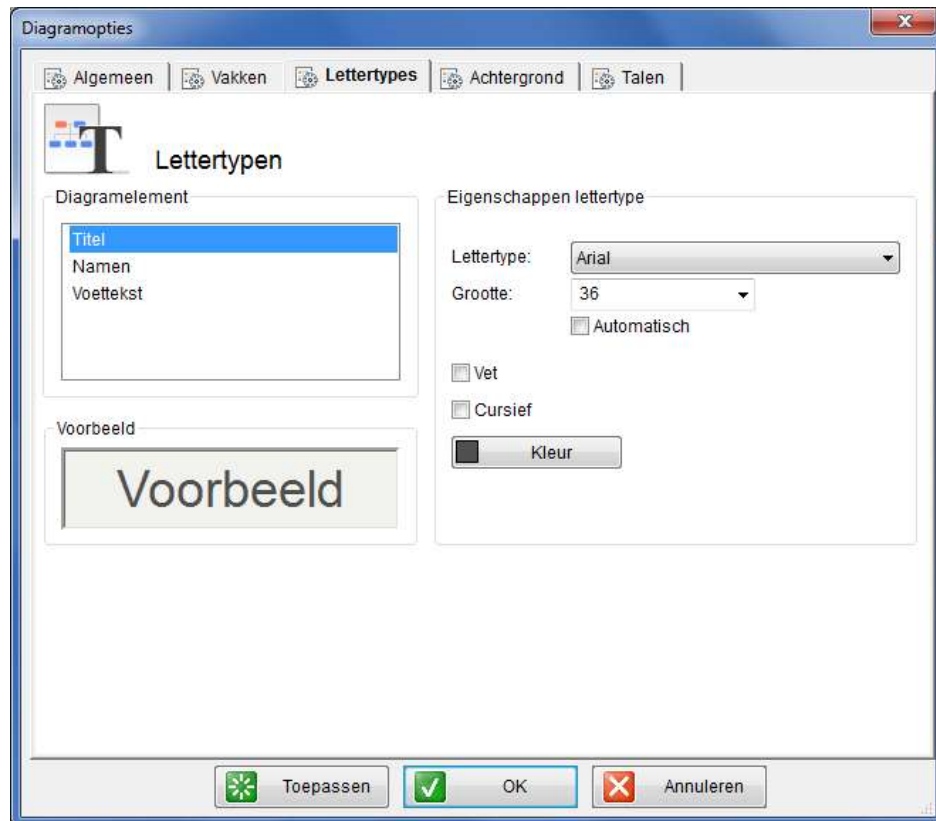 Diagramopties
Algemeen Vakken Lettertypes Achtergrond Talen
Lettertypen
Diagramelement
Titel
Namen
Voettekst
Voorbeeld
Voorbeeld
Eigenschappen lettertype
Lettertype: Arial
Grootte: 36
Automatisch
Vet
Cursief
Kleur
Toepassen OK Annuleren